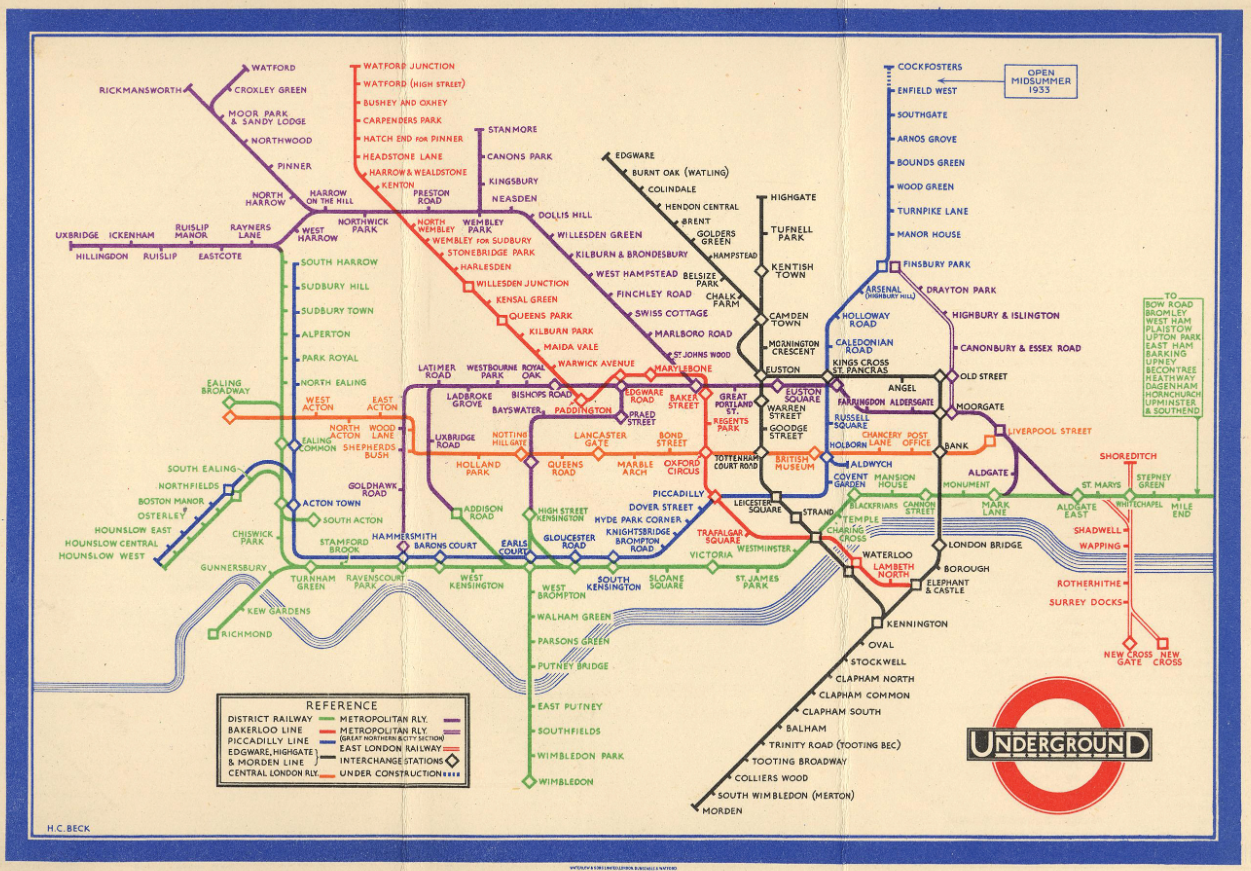 WATFORD
RICKMANSWORTH
CROXLEY GREEN
MOOR PARK
& SANDY LODGE
NORTHWOOD
PINNER
NORTH
HARROW
HARROW
ON THE HILL
NORTHWICK
PARK
PRESTON
ROAD
WEST
HARROW
RAYNERS
LANE
EASTCOTE
RUISLIP
MANOR
RUISLIP
ICKENHAM
HILLINGDON
UXBRIDGE
WATFORD JUNCTION
WATFORD (HIGH STREET)
BUSHEY AND OXHEY
CARPENDERS PARK
HATCH END FOR PINNER
HEADSTONE LANE
HARROW & WEALDSTONE
KENTON
NORTH
WEMBLEY
WEMBLEY FOR SUDBURY
STONEBRIDGE PARK
HARLESDEN
WILLESDEN JUNCTION
KENSAL GREEN
QUEENS PARK
KILBURN PARK
MAIDA VALE
WARWICK AVENUE
PADDINGTON
EDGWARE
ROAD
MARYLEBONE
BAKER
STREET
REGENTS
PARK
OXFORD
CIRCUS
PICCADILLY
TRAFALGAR
SQUARE
CHARING
CROSS
WATERLOO
LAMBETH
NORTH
ELEPHANT
& CASTLE
STANMORE
CANONS PARK
KINGSBURY
WEMBLEY
PARK
NEASDEN
DOLLIS HILL
WILLESDEN GREEN
KILBURN & BRONDESBURY
WEST HAMPSTEAD
FINCHLEY ROAD
SWISS COTTAGE
MARLBORO ROAD
ST JOHNS WOOD
GREAT
PORTLAND
ST.
EUSTON
SQUARE
FARRINGDON
ALDERSGATE
MOORGATE
LIVERPOOL STREET
ALDGATE
EDGWARE
BURNT OAK (WATLING)
COLINDALE
HENDON CENTRAL
BRENT
GOLDERS
GREEN
HAMPSTEAD
BELSIZE
PARK
CHALK
FARM
HIGHGATE
TUFNELL
PARK
KENTISH
TOWN
CAMDEN
TOWN
MORNINGTON
CRESCENT
EUSTON
WARREN
STREET
GOODGE
STREET
TOTTENHAM
COURT ROAD
LEICESTER
SQUARE
STRAND
KINGS CROSS
ST. PANCRAS
ANGEL
OLD STREET
BANK
LONDON BRIDGE
BOROUGH
KENNINGTON
OVAL
STOCKWELL
CLAPHAM NORTH
CLAPHAM COMMON
CLAPHAM SOUTH
BALHAM
TRINITY ROAD (TOOTING BEC)
TOOTING BROADWAY
COLLIERS WOOD
SOUTH WIMBLEDON (MERTON)
MORDEN
COCKFOSTERS
OPEN
MIDSUMMER
1933
ENFIELD WEST
SOUTHGATE
ARNOS GROVE
BOUNDS GREEN
WOOD GREEN
TURNPIKE LANE
MANOR HOUSE
FINSBURY PARK
ARSENAL
(HIGHBURY HILL)
HOLLOWAY
ROAD
CALEDONIAN
ROAD
RUSSELL
SQUARE
HOLBORN
ALDWYCH
COVENT
GARDEN
DOVER STREET
HYDE PARK CORNER
KNIGHTSBRIDGE
BROMPTON
ROAD
SOUTH
KENSINGTON
GLOUCESTER
ROAD
EARLS
COURT
BARONS COURT
HAMMERSMITH
DRAYTON PARK
HIGHBURY & ISLINGTON
CANONBURY & ESSEX ROAD
SOUTH HARROW
SUDBURY HILL
SUDBURY TOWN
ALPERTON
PARK ROYAL
NORTH EALING
EALING
COMMON
ACTON TOWN
EALING
BROADWAY
WEST
ACTON
NORTH
ACTON
EAST
ACTON
WOOD
LANE
SHEPHERDS
BUSH
HOLLAND
PARK
NOTTING
HILL GATE
QUEENS
ROAD
LANCASTER
GATE
MARBLE
ARCH
BOND
STREET
BRITISH
MUSEUM
CHANCERY
LANE
POST
OFFICE
LATIMER
ROAD
LADBROKE
GROVE
WESTBOURNE
PARK
ROYAL
OAK
BISHOPS ROAD
BAYSWATER
PRAED
STREET
UXBRIDGE
ROAD
GOLDHAWK
ROAD
ADDISON
ROAD
HIGH STREET
KENSINGTON
SOUTH EALING
NORTHFIELDS
BOSTON MANOR
OSTERLEY
HOUNSLOW EAST
HOUNSLOW CENTRAL
HOUNSLOW WEST
SOUTH ACTON
CHISWICK
PARK
GUNNERSBURY
KEW GARDENS
RICHMOND
STAMFORD
BROOK
TURNHAM
GREEN
RAVENSCOURT
PARK
WEST
KENSINGTON
WEST
BROMPTON
WALHAM GREEN
PARSONS GREEN
PUTNEY BRIDGE
EAST PUTNEY
SOUTHFIELDS
WIMBLEDON PARK
WIMBLEDON
SLOANE
SQUARE
VICTORIA
ST. JAMES
PARK
WESTMINSTER
TEMPLE
BLACKFRIARS
MANSION
HOUSE
CANNON
STREET
MONUMENT
MARK
LANE
ALDGATE
EAST
ST. MARYS
WHITECHAPEL
STEPNEY
GREEN
MILE
END
TO
BOW ROAD
BROMLEY
WEST HAM
PLAISTOW
UPTON PARK
EAST HAM
BARKING
UPNEY
BECONTREE
HEATHWAY
DAGENHAM
HORNCHURCH
UPMINSTER
& SOUTHEND
SHOREDITCH
SHADWELL
WAPPING
ROTHERHITHE
SURREY DOCKS
NEW CROSS
GATE
NEW
CROSS
REFERENCE
DISTRICT RAILWAY
BAKERLOO LINE
PICCADILLY LINE
EDGWARE, HIGHGATE
& MORDEN LINE
CENTRAL LONDON RLY.
METROPOLITAN RLY.
METROPOLITAN RLY.
(GREAT NORTHERN & CITY SECTION)
EAST LONDON RAILWAY
INTERCHANGE STATIONS
UNDER CONSTRUCTION
UNDERGROUND
H.C. BECK